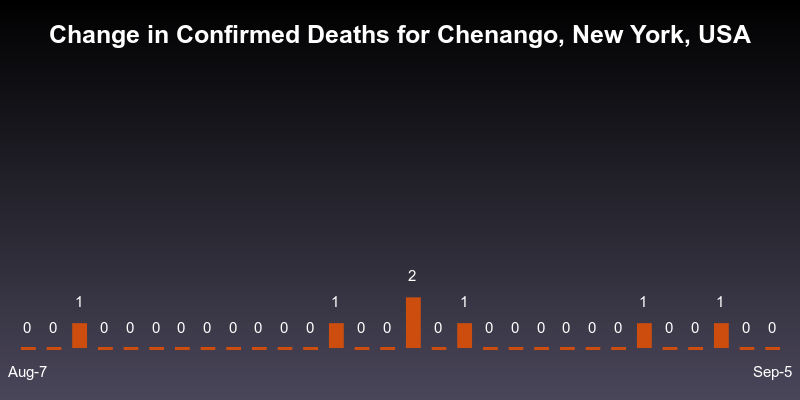 Change in Confirmed Deaths for Chenango, New York, USA
2
1 1 1 1 1
0 0 0 0 0 0 0 0 0 0 0 0 0 0 0 0 0 0 0 0 0 0 0 0
Aug-7 Sep-5